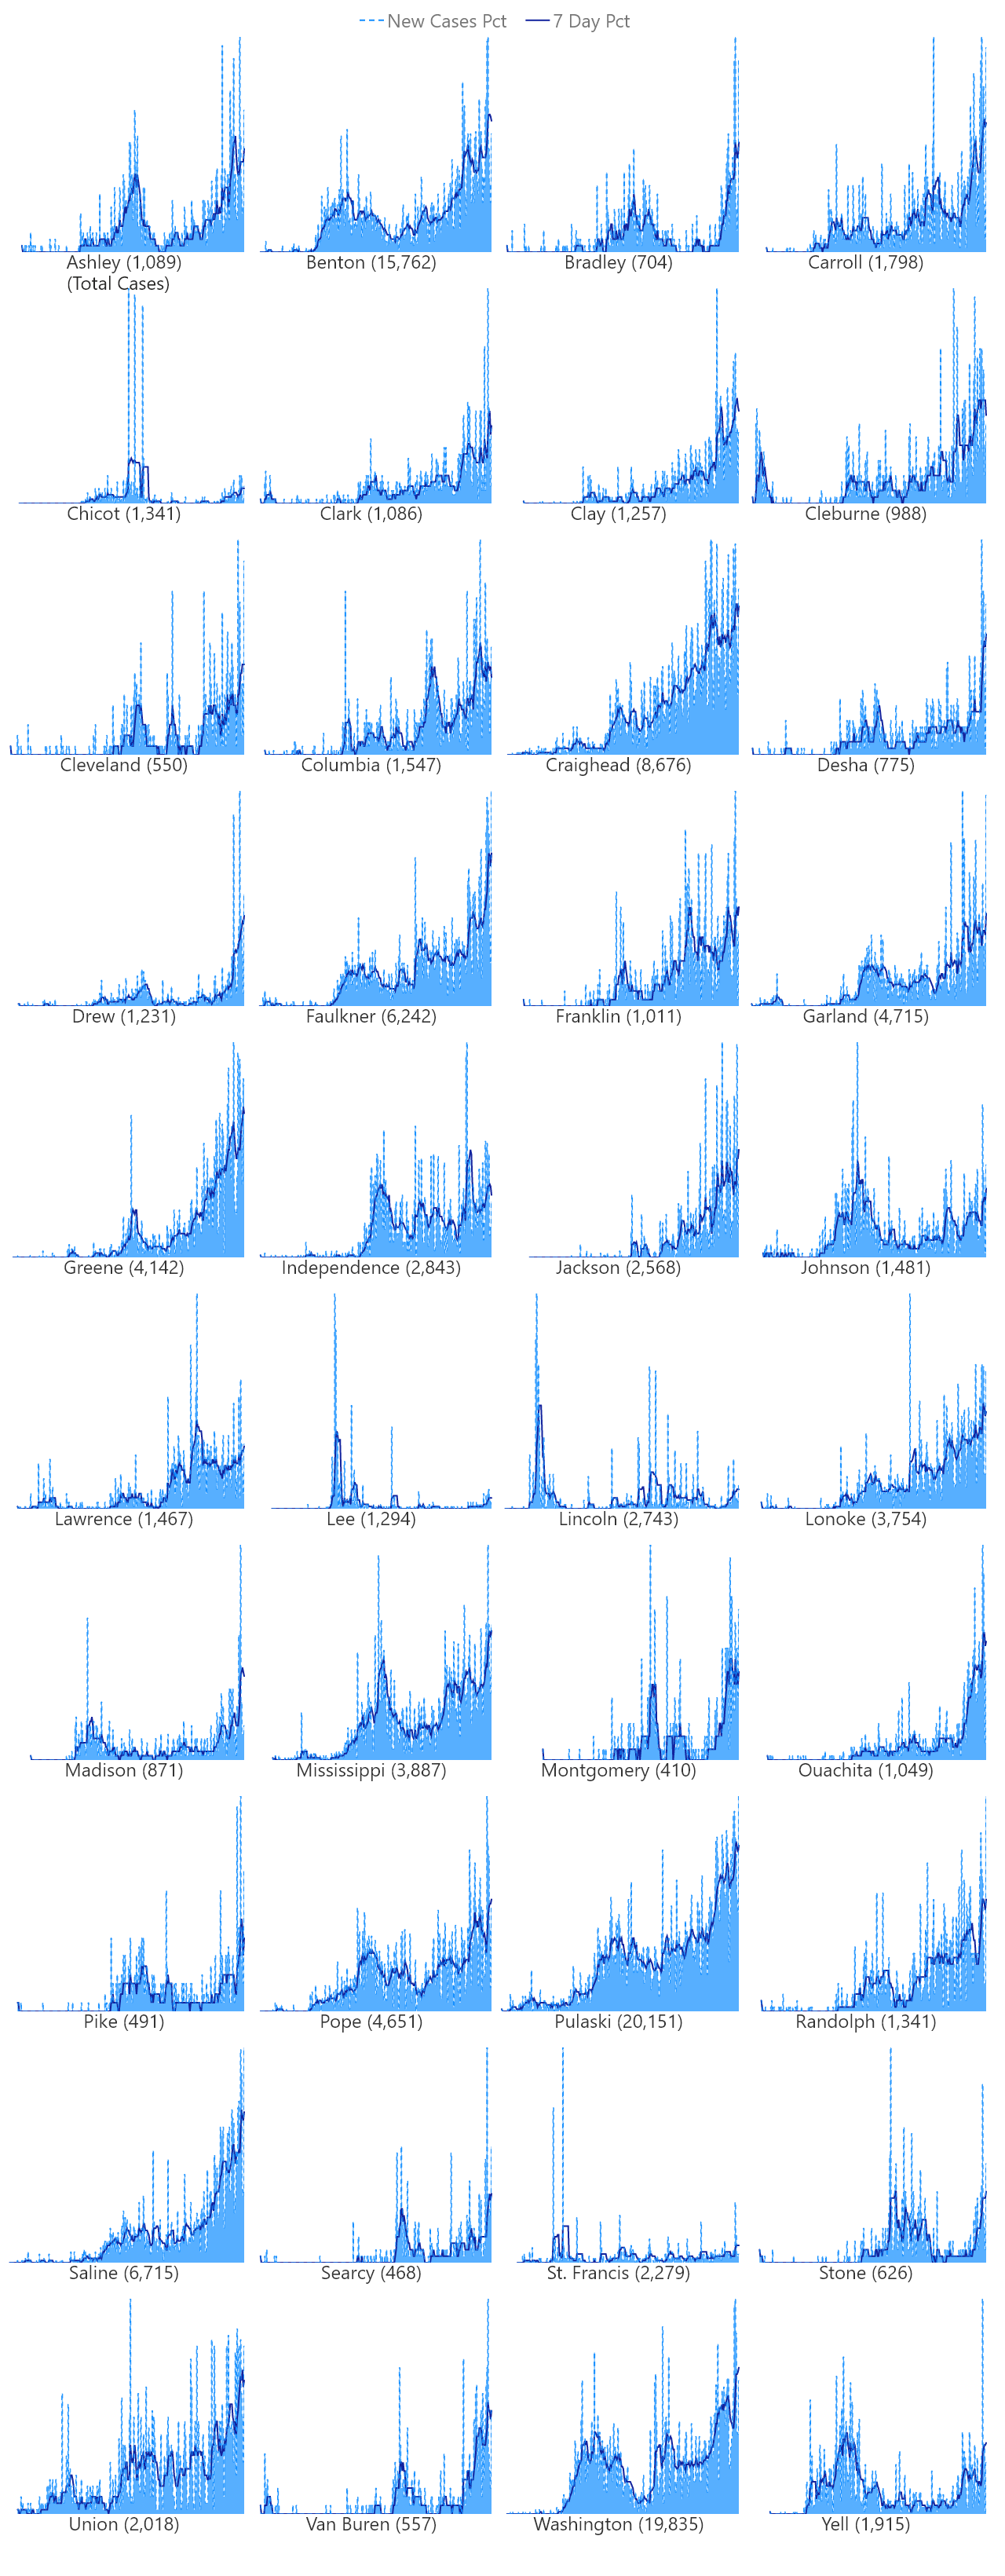 New Cases Pct 7 Day Pct
Ashley (1,089) Benton (15,762) Bradley (704) Carroll (1,798)
(Total Cases)
Chicot (1,341) Clark (1,086) Clay (1,257) Cleburne (988)
Cleveland (550) Columbia (1,547) Craighead (8,676) Desha (775)
Drew (1,231) Faulkner (6,242) Franklin (1,011) Garland (4,715)
Greene (4,142) Independence (2,843) Jackson (2,568) Johnson (1,481)
Lawrence (1,467) Lee (1,294) Lincoln (2,743) Lonoke (3,754)
Madison (871) Mississippi (3,887) Montgomery (410) Ouachita (1,049)
Pike (491) Pope (4,651) Pulaski (20,151) Randolph (1,341)
Saline (6,715) Searcy (468) St. Francis (2,279) Stone (626)
Union (2,018) Van Buren (557) Washington (19,835) Yell (1,915)